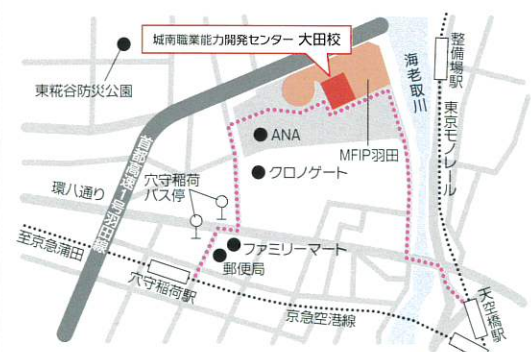 城南職業能力開発センター 大田校
整備場駅
東糀谷防災公園
海老取川
東京モノレール
ANA
MFIP羽田
クロノゲート
首都高速1号羽田線
穴守稲荷
バス停
環八通り
至京急蒲田
ファミリーマート
郵便局
穴守稲荷駅
京急空港線
天空橋駅